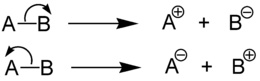 A—B ⟶ A⊕ + B⊖
A—B ⟶ A⊖ + B⊕